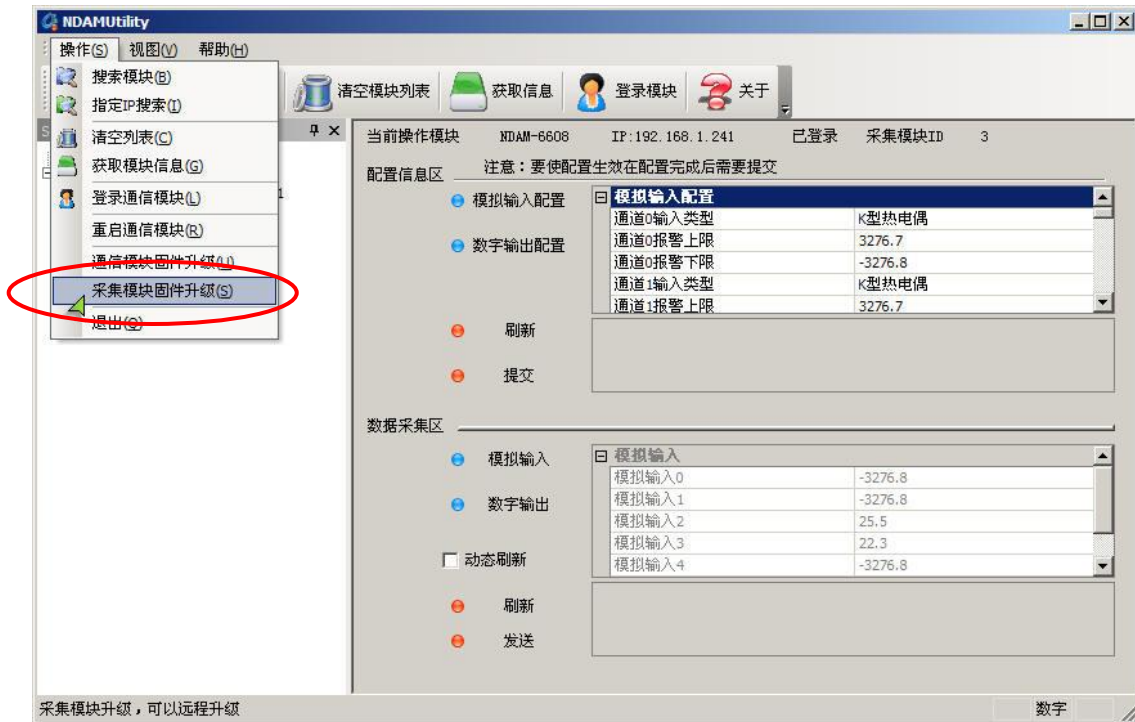 NDAMUtility
操作(S) 视图(V) 帮助(H)
搜索模块(B)
指定IP搜索(I)
清空列表(C)
获取模块信息(G)
登录通信模块(L)
重启通信模块(R)
通信模块固件升级(U)
采集模块固件升级(S)
退出(Q)
清空模块列表 获取信息 登录模块 关于
当前操作模块 NDAM-6608 IP:192.168.1.241 已登录 采集模块ID 3
配置信息区 注意：要使配置生效在配置完成后需要提交
模拟输入配置
数字输出配置
模拟输入配置
通道0输入类型 K型热电偶
通道0报警上限 3276.7
通道0报警下限 -3276.8
通道1输入类型 K型热电偶
通道1报警上限 3276.7
刷新
提交
数据采集区
模拟输入
数字输出
动态刷新
模拟输入
模拟输入0 -3276.8
模拟输入1 -3276.8
模拟输入2 25.5
模拟输入3 22.3
模拟输入4 -3276.8
刷新
发送
采集模块升级，可以远程升级 数字